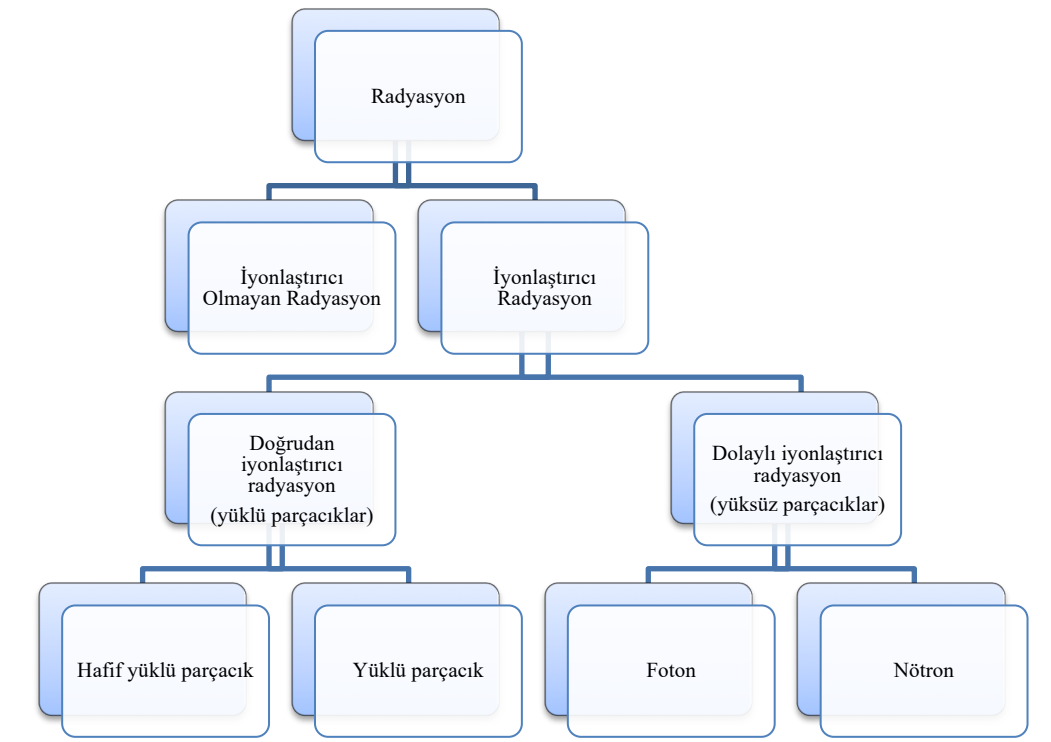 Radyasyon
İyonlaştırıcı
Olmayan Radyasyon
İyonlaştırıcı
Radyasyon
Doğrudan
iyonlaştırıcı
radyasyon
(yüklü parçacıklar)
Dolaylı iyonlaştırıcı
radyasyon
(yüksüz parçacıklar)
Hafif yüklü parçacık
Yüklü parçacık
Foton
Nötron